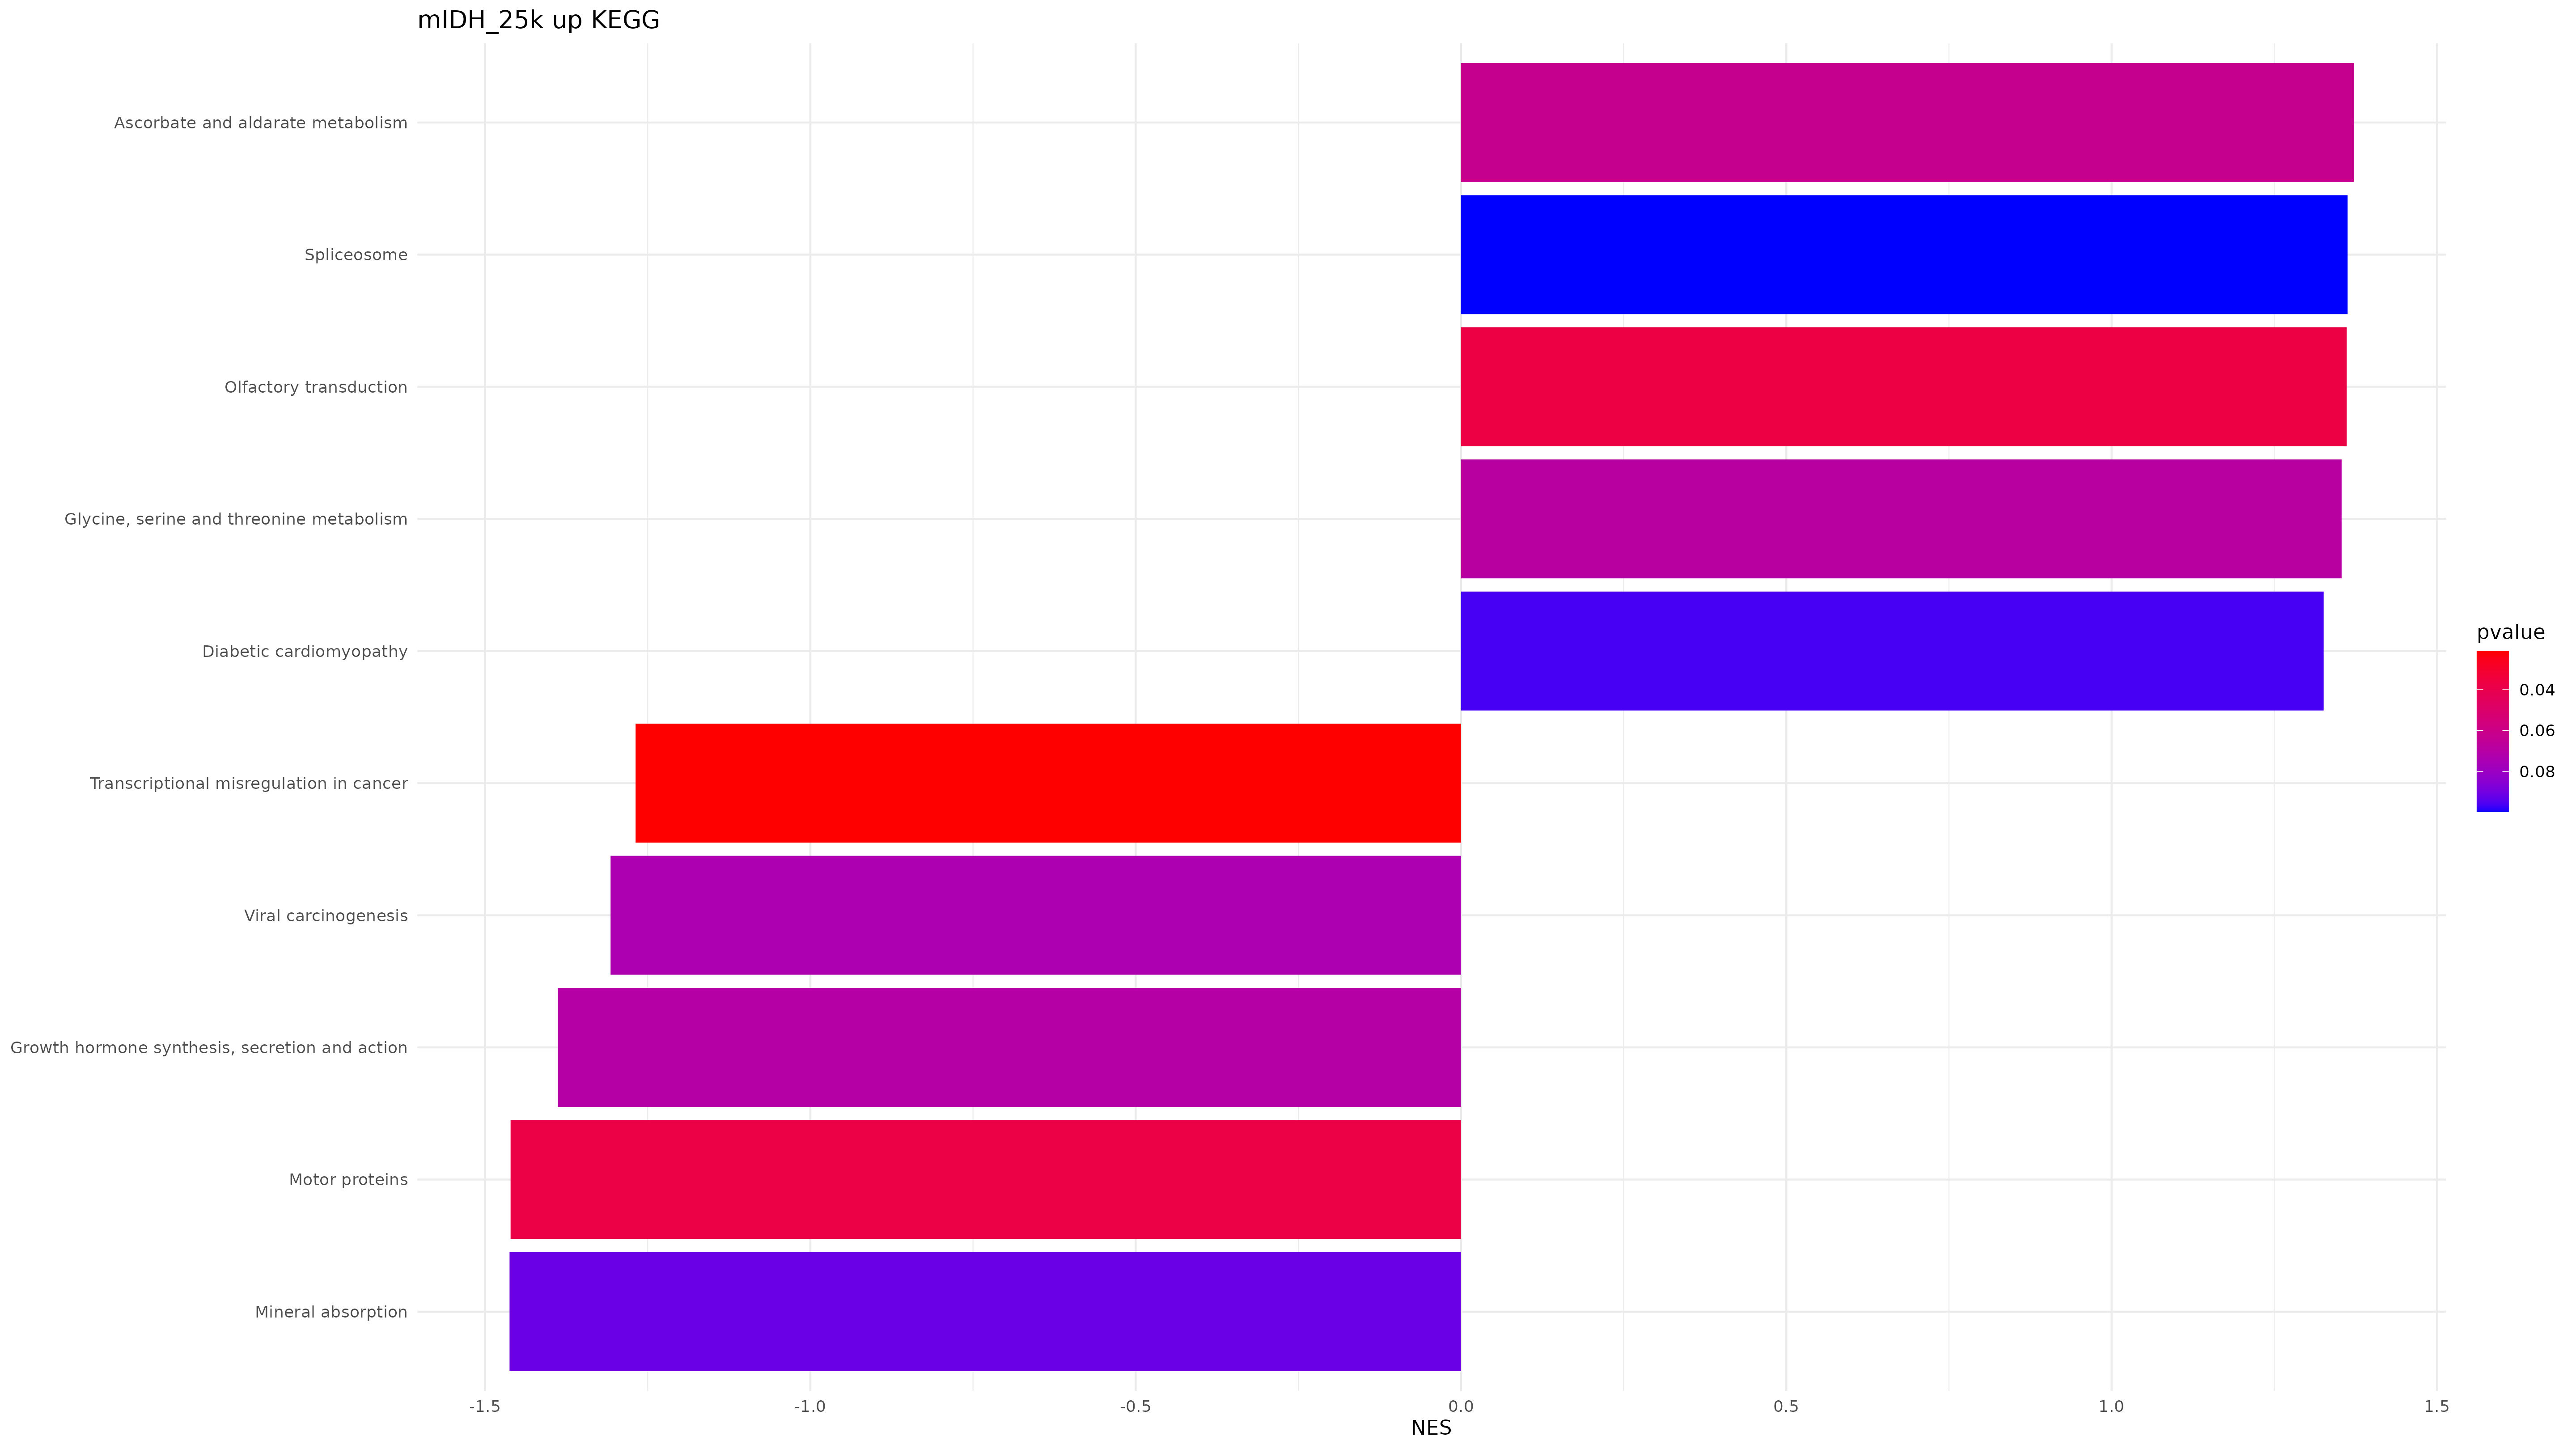 mIDH_25k up KEGG
Ascorbate and aldarate metabolism
Spliceosome
Olfactory transduction
Glycine, serine and threonine metabolism
Diabetic cardiomyopathy
Transcriptional misregulation in cancer
Viral carcinogenesis
Growth hormone synthesis, secretion and action
Motor proteins
Mineral absorption
-1.5 -1.0 -0.5 0.0 0.5 1.0 1.5
NES
pvalue
0.04
0.06
0.08